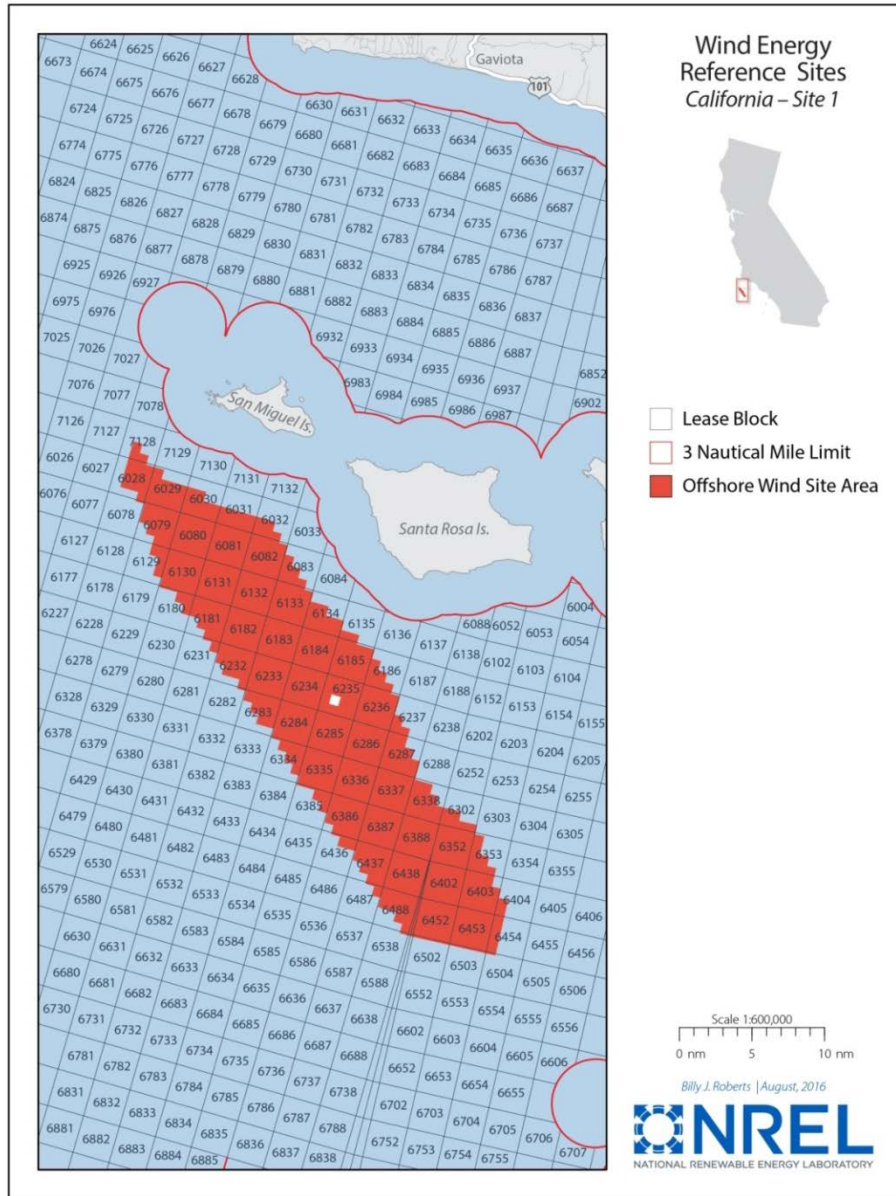 Wind Energy
Reference Sites
California – Site 1
Gaviota
101
6624 6625 6626 6627 6628
6673 6674 6675 6676 6677 6678 6679 6680 6681 6682 6683 6684 6685 6686 6687
6630 6631 6632 6633 6634 6635 6636 6637
6724 6725 6726 6727 6728 6729 6730 6731 6732 6733 6734 6735 6736 6737
6774 6775 6776 6777 6778 6779 6780 6781 6782 6783 6784 6785 6786 6787
6824 6825 6826 6827 6828 6829 6830 6831 6832 6833 6834 6835 6836 6837
6852
6874 6875 6876 6877 6878 6879 6880 6881 6882 6883 6884 6885 6886 6887
6902
6925 6926 6927 6932 6933 6934 6935 6936 6937
6975 6976 6983 6984 6985 6986 6987
7025 7026 7027
7076 7077 7078
7126 7127 7128 7129 7130 7131 7132
San Miguel Is.
Santa Rosa Is.
6026 6027 6028 6029 6030 6031 6032 6033
6004
6076 6077 6078 6079 6080 6081 6082 6083 6084 6088 6052 6053 6054
6127 6128 6129 6130 6131 6132 6133 6134 6135 6136 6137 6138 6102 6103 6104
6177 6178 6179 6180 6181 6182 6183 6184 6185 6186 6187 6188 6152 6153 6154 6155
6227 6228 6229 6230 6231 6232 6233 6234 6235 6236 6237 6238 6202 6203 6204 6205
6278 6279 6280 6281 6282 6283 6284 6285 6286 6287 6288 6252 6253 6254 6255
6328 6329 6330 6331 6332 6333 6334 6335 6336 6337 6338 6302 6303 6304 6305
6378 6379 6380 6381 6382 6383 6384 6385 6386 6387 6388 6352 6353 6354 6355
6429 6430 6431 6432 6433 6434 6435 6436 6437 6438 6402 6403 6404 6405 6406
6479 6480 6481 6482 6483 6484 6485 6486 6487 6488 6452 6453 6454 6455 6456
6529 6530 6531 6532 6533 6534 6535 6536 6537 6538 6502 6503 6504 6505 6506
6579 6580 6581 6582 6583 6584 6585 6586 6587 6588 6552 6553 6554 6555 6556
6630 6631 6632 6633 6634 6635 6636 6637 6638 6602 6603 6604 6605 6606
6680 6681 6682 6683 6684 6685 6686 6687 6688 6652 6653 6654 6655
6730 6731 6732 6733 6734 6735 6736 6737 6738 6702 6703 6704 6705 6706 6707
6781 6782 6783 6784 6785 6786 6787 6788 6752 6753 6754 6755
6831 6832 6833 6834 6835 6836 6837 6838
6881 6882 6883 6884 6885
Lease Block
3 Nautical Mile Limit
Offshore Wind Site Area
Scale 1:600,000
0 nm 5 10 nm
Billy J. Roberts | August, 2016
NREL
NATIONAL RENEWABLE ENERGY LABORATORY